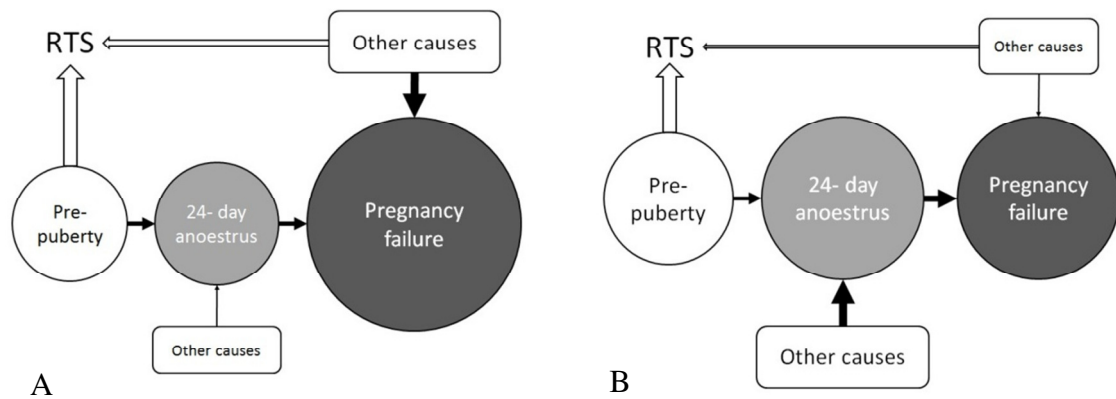 RTS
Other causes
Pre-
puberty
24- day
anoestrus
Pregnancy
failure
Other causes
A
RTS
Other causes
Pre-
puberty
24- day
anoestrus
Pregnancy
failure
Other causes
B